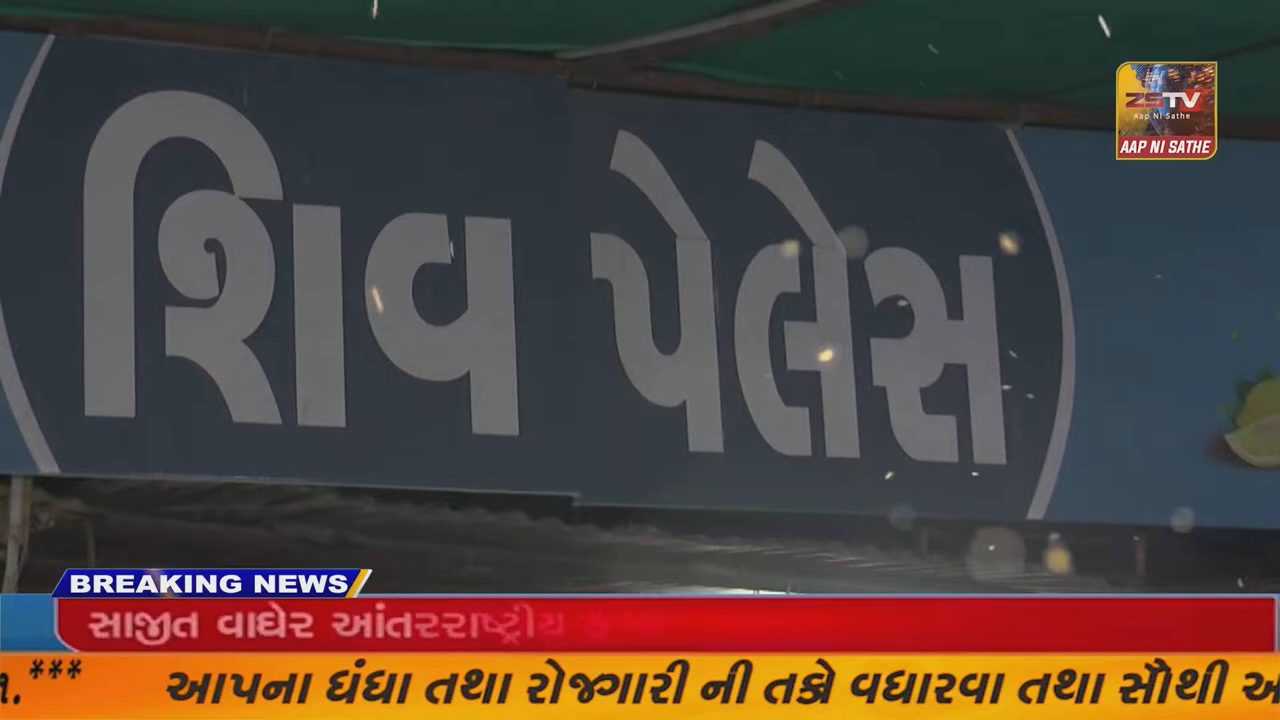 ZSTV
Aap Ni Sathe
AAP NI SATHE
શિવ પેલેસ
BREAKING NEWS
સાજીત વાઘેર આંતરરાષ્ટ્રીય
*** આપના ધંધા તથા રોજગારી ની તકો વધારવા તથા સૌથી